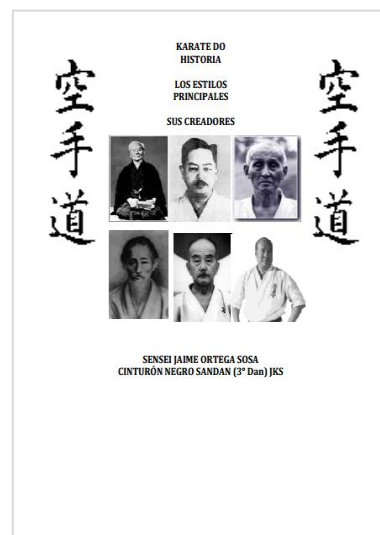 KARATE DO
HISTORIA
LOS ESTILOS
PRINCIPALES
SUS CREADORES
空手道
空手道
SENSEI JAIME ORTEGA SOSA
CINTURÓN NEGRO SANDAN (3° Dan) JKS